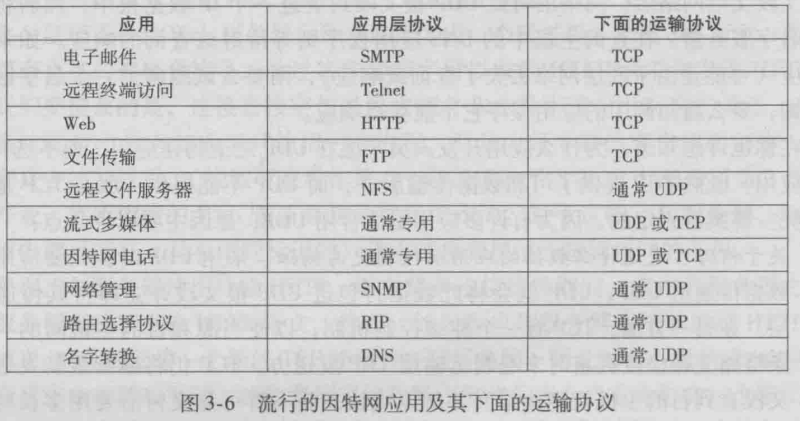 应用 应用层协议 下面的运输协议
电子邮件 SMTP TCP
远程终端访问 Telnet TCP
Web HTTP TCP
文件传输 FTP TCP
远程文件服务器 NFS 通常 UDP
流式多媒体 通常专用 UDP 或 TCP
因特网电话 通常专用 UDP 或 TCP
网络管理 SNMP 通常 UDP
路由选择协议 RIP 通常 UDP
名字转换 DNS 通常 UDP
图 3-6 流行的因特网应用及其下面的运输协议